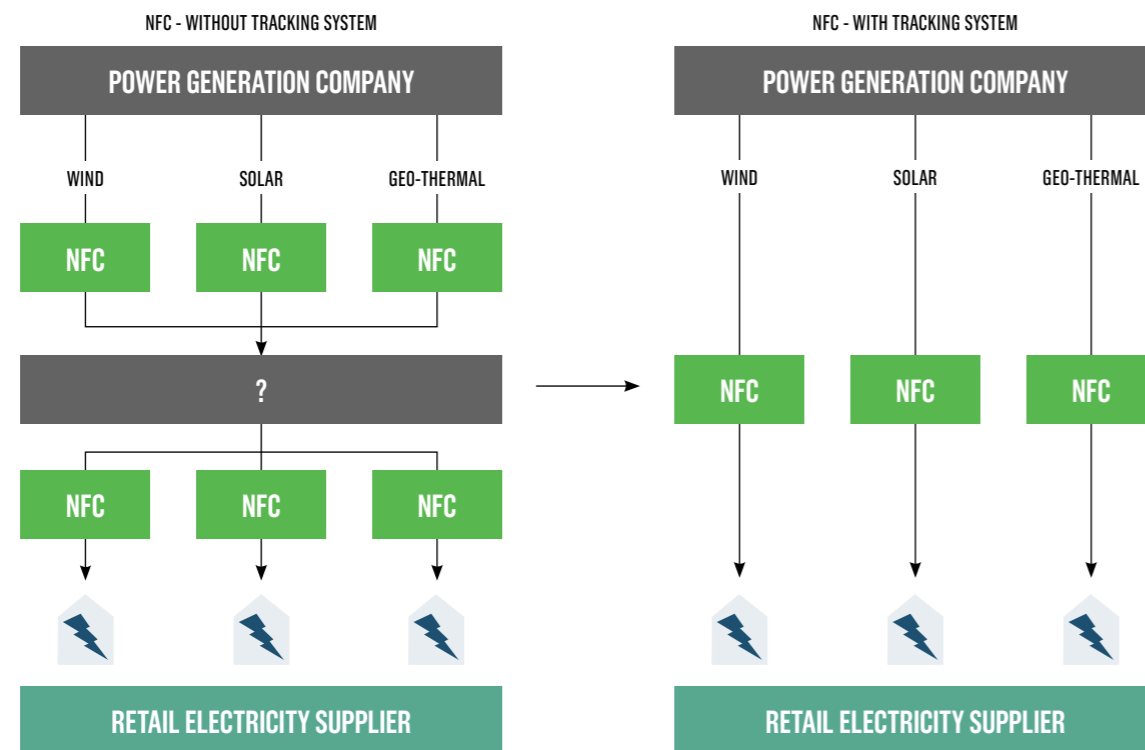 NFC - WITHOUT TRACKING SYSTEM
POWER GENERATION COMPANY
WIND
SOLAR
GEO-THERMAL
NFC
NFC
NFC
?
NFC
NFC
NFC
RETAIL ELECTRICITY SUPPLIER
NFC - WITH TRACKING SYSTEM
POWER GENERATION COMPANY
WIND
SOLAR
GEO-THERMAL
NFC
NFC
NFC
RETAIL ELECTRICITY SUPPLIER